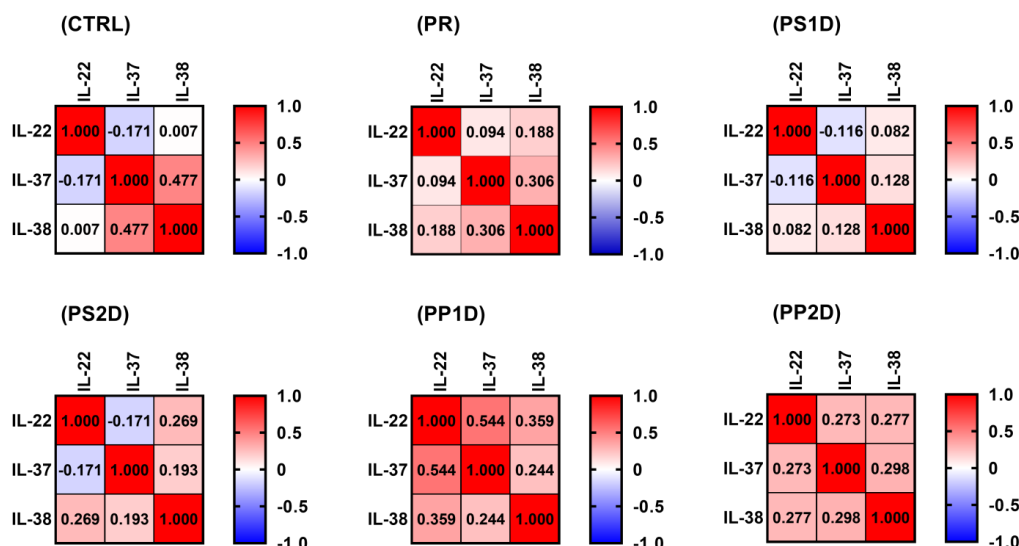 (CTRL)
IL-22 IL-37 IL-38
IL-22 1.000 -0.171 0.007
IL-37 -0.171 1.000 0.477
IL-38 0.007 0.477 1.000
1.0
0.5
0
-0.5
-1.0
(PR)
IL-22 IL-37 IL-38
IL-22 1.000 0.094 0.188
IL-37 0.094 1.000 0.306
IL-38 0.188 0.306 1.000
1.0
0.5
0
-0.5
-1.0
(PS1D)
IL-22 IL-37 IL-38
IL-22 1.000 -0.116 0.082
IL-37 -0.116 1.000 0.128
IL-38 0.082 0.128 1.000
1.0
0.5
0
-0.5
-1.0
(PS2D)
IL-22 IL-37 IL-38
IL-22 1.000 -0.171 0.269
IL-37 -0.171 1.000 0.193
IL-38 0.269 0.193 1.000
1.0
0.5
0
-0.5
-1.0
(PP1D)
IL-22 IL-37 IL-38
IL-22 1.000 0.544 0.359
IL-37 0.544 1.000 0.244
IL-38 0.359 0.244 1.000
1.0
0.5
0
-0.5
-1.0
(PP2D)
IL-22 IL-37 IL-38
IL-22 1.000 0.273 0.277
IL-37 0.273 1.000 0.298
IL-38 0.277 0.298 1.000
1.0
0.5
0
-0.5
-1.0